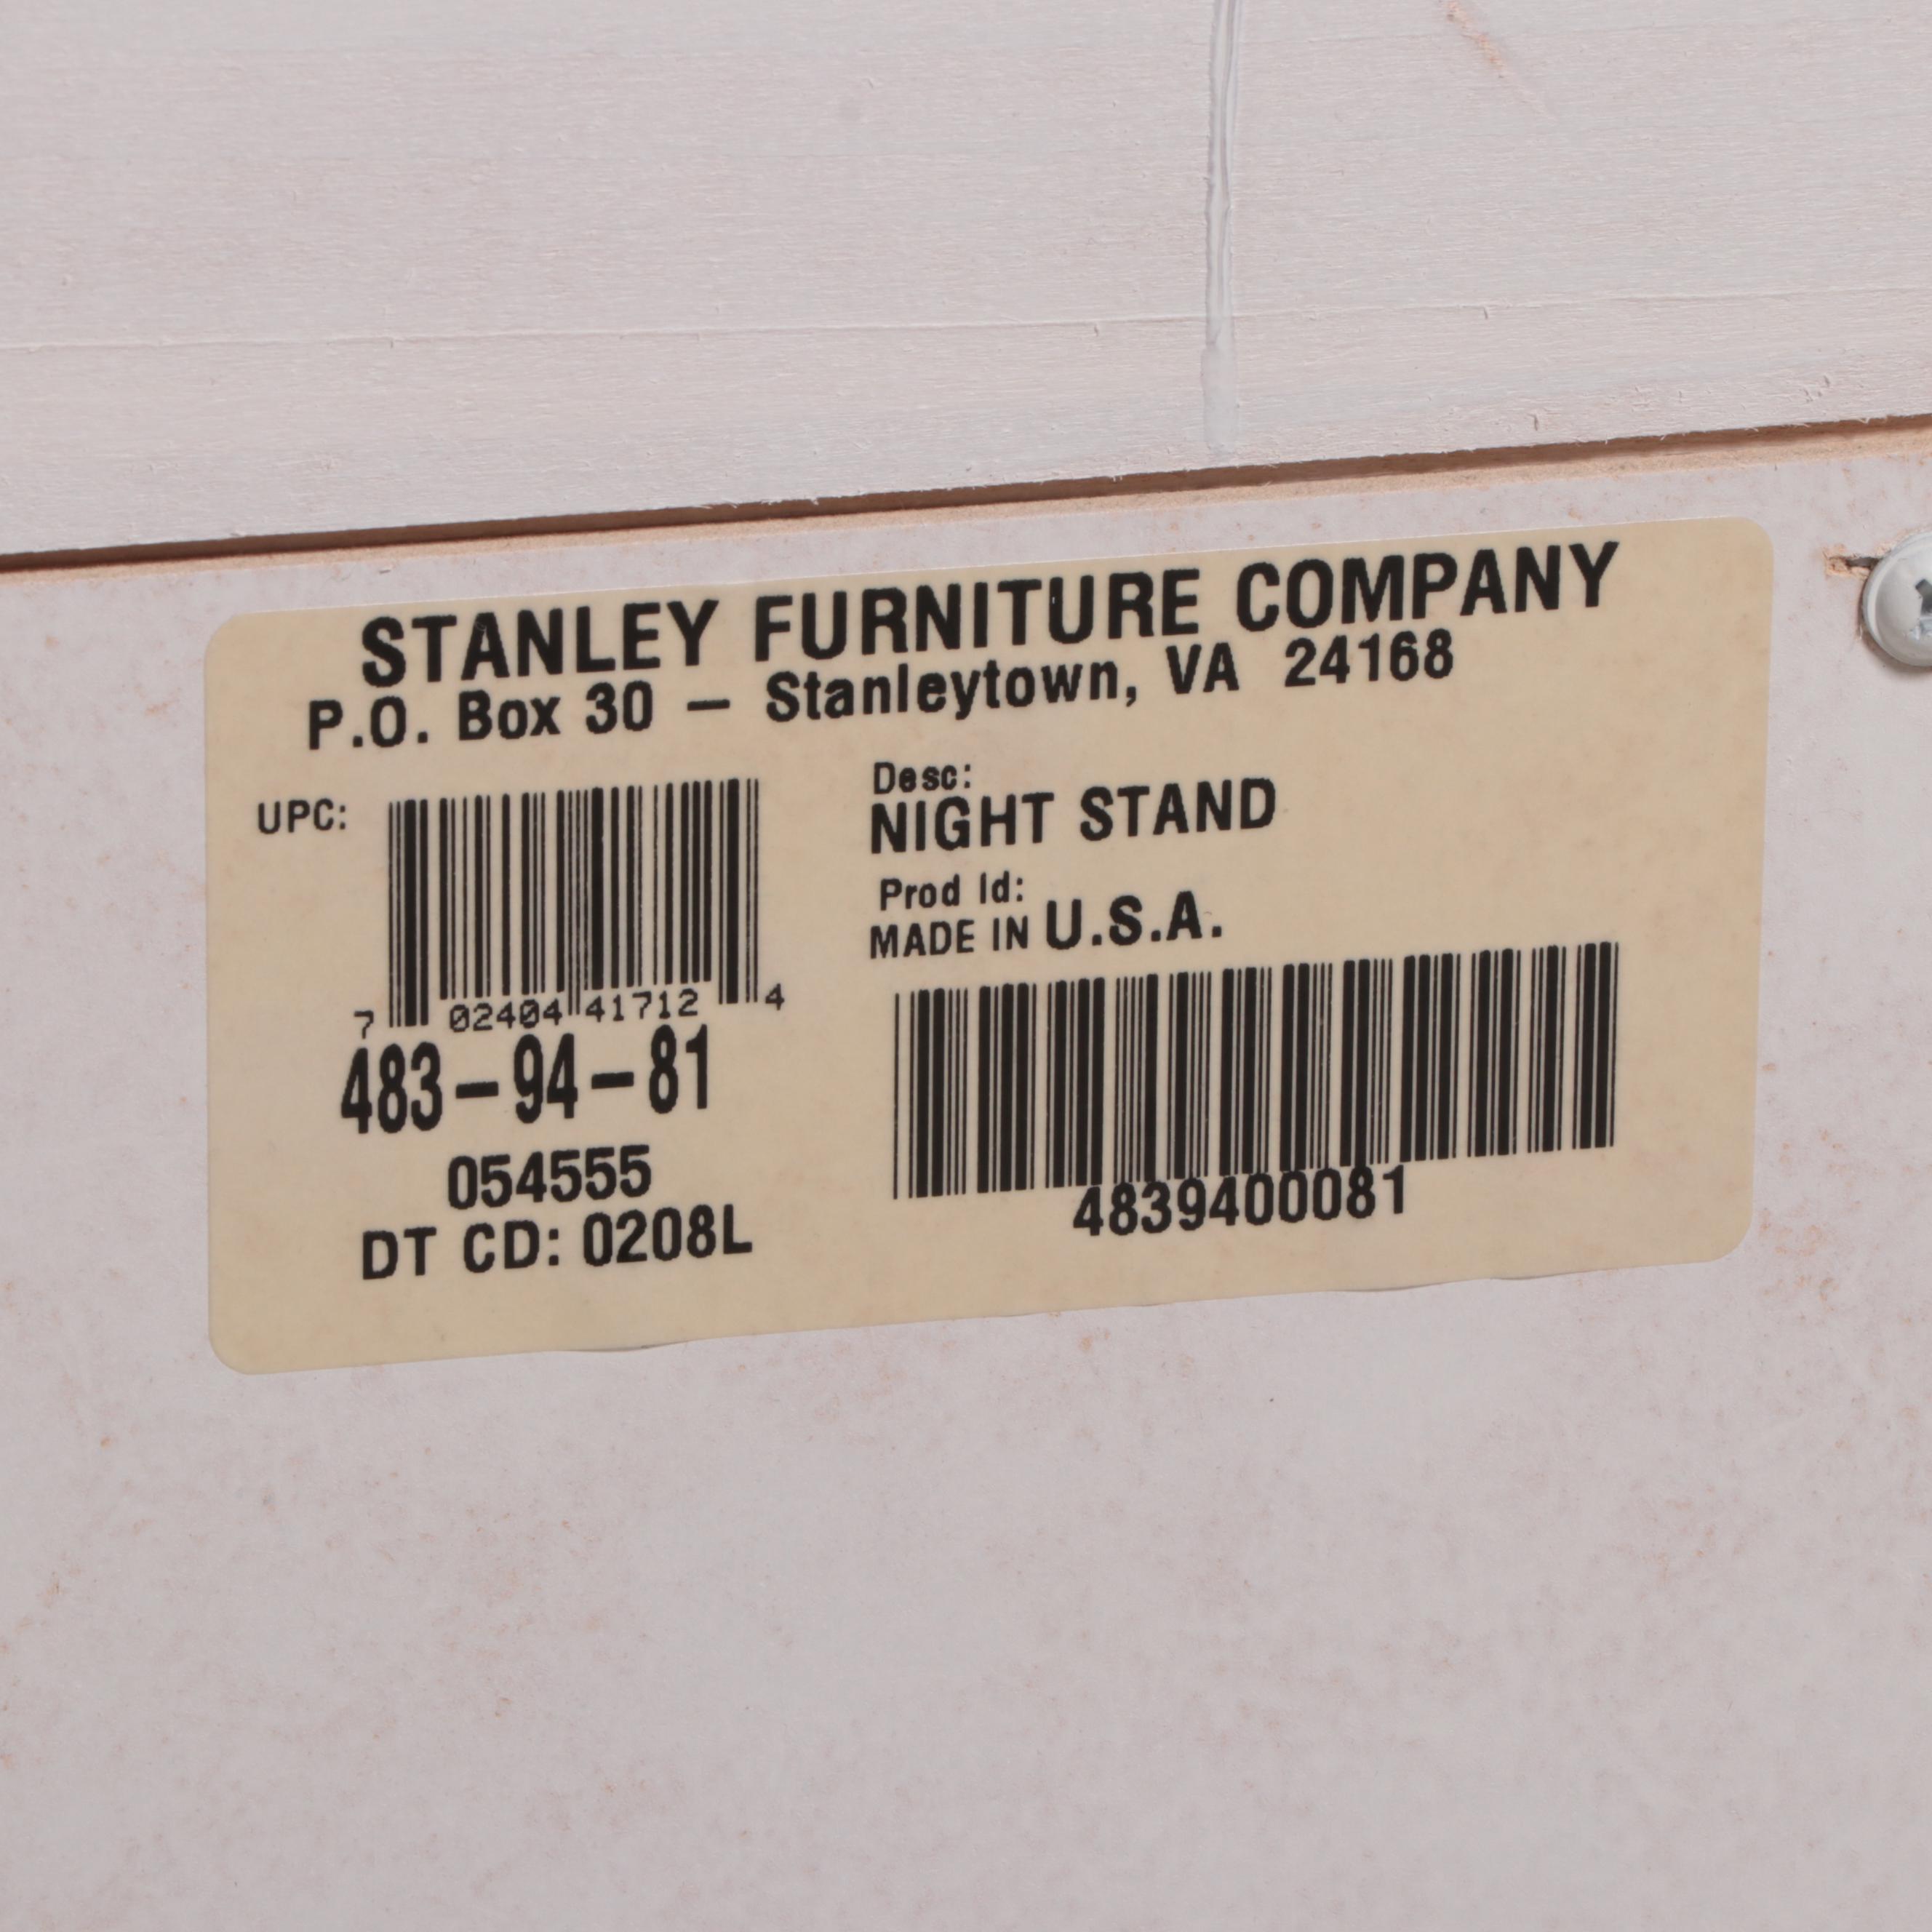 STANLEY FURNITURE COMPANY
P.O. Box 30 – Stanleytown, VA 24168
UPC:
7 02404 41712 4
483-94-81
054555
DT CD: 0208L
Desc:
NIGHT STAND
Prod Id:
MADE IN U.S.A.
4839400081